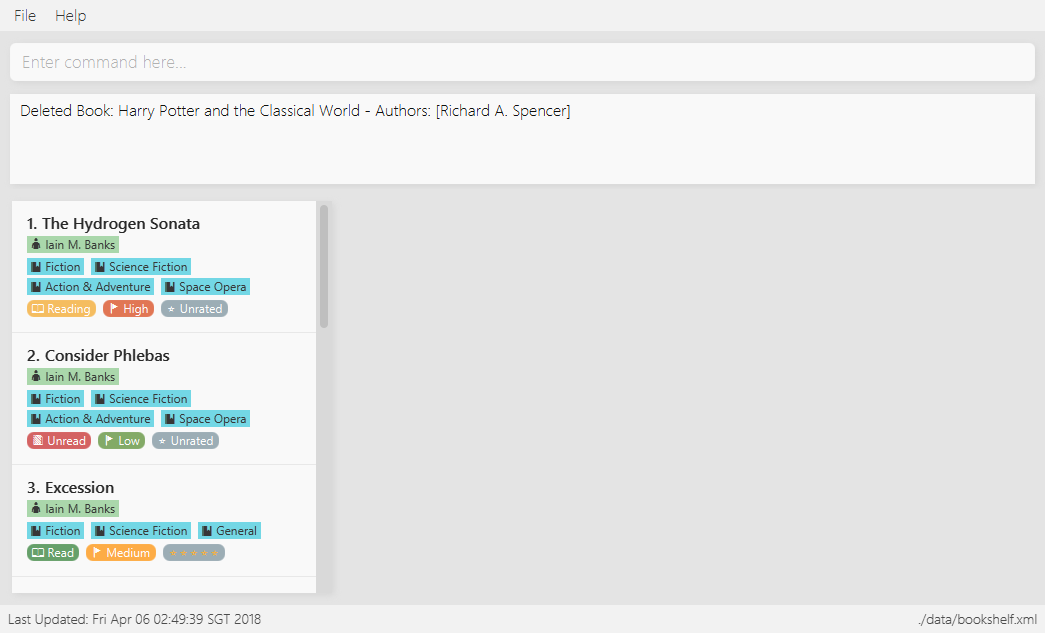 File Help
Enter command here...
Deleted Book: Harry Potter and the Classical World - Authors: [Richard A. Spencer]
1. The Hydrogen Sonata
Iain M. Banks
Fiction Science Fiction
Action & Adventure Space Opera
Reading High Unrated
2. Consider Phlebas
Iain M. Banks
Fiction Science Fiction
Action & Adventure Space Opera
Unread Low Unrated
3. Excession
Iain M. Banks
Fiction Science Fiction General
Read Medium ★★★★★
Last Updated: Fri Apr 06 02:49:39 SGT 2018 ./data/bookshelf.xml